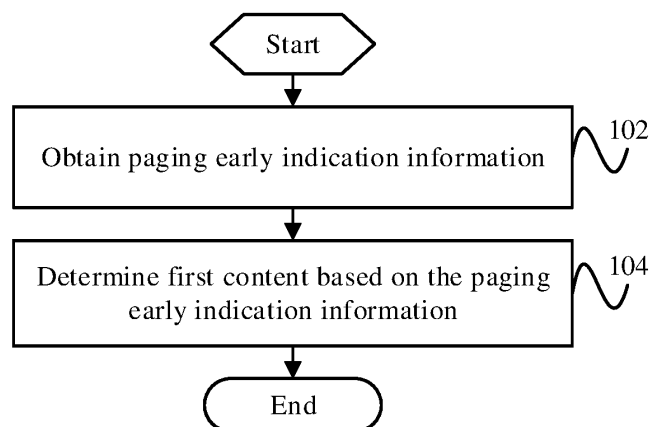 Start
Obtain paging early indication information
102
Determine first content based on the paging
early indication information
104
End